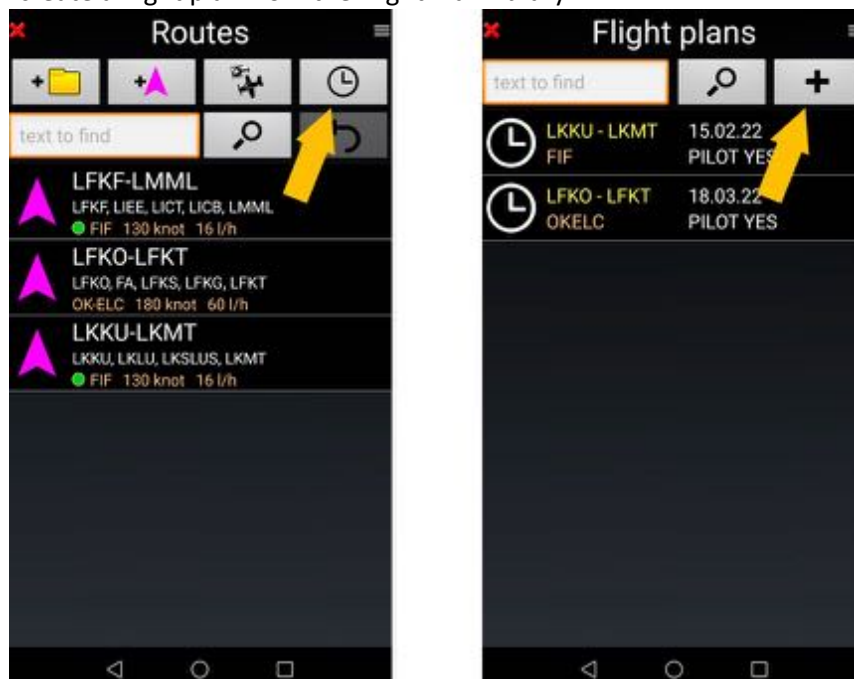 Routes
text to find
LFKF-LMML
LFKF, LIEE, LICT, LICB, LMML
FIF 130 knot 16 l/h
LFKO-LFKT
LFKO, FA, LFKS, LFKG, LFKT
OK-ELC 180 knot 60 l/h
LKKU-LKMT
LKKU, LKLU, LKSLUS, LKMT
FIF 130 knot 16 l/h
Flight plans
text to find
LKKU - LKMT 15.02.22
FIF PILOT YES
LFKO - LFKT 18.03.22
OKELC PILOT YES